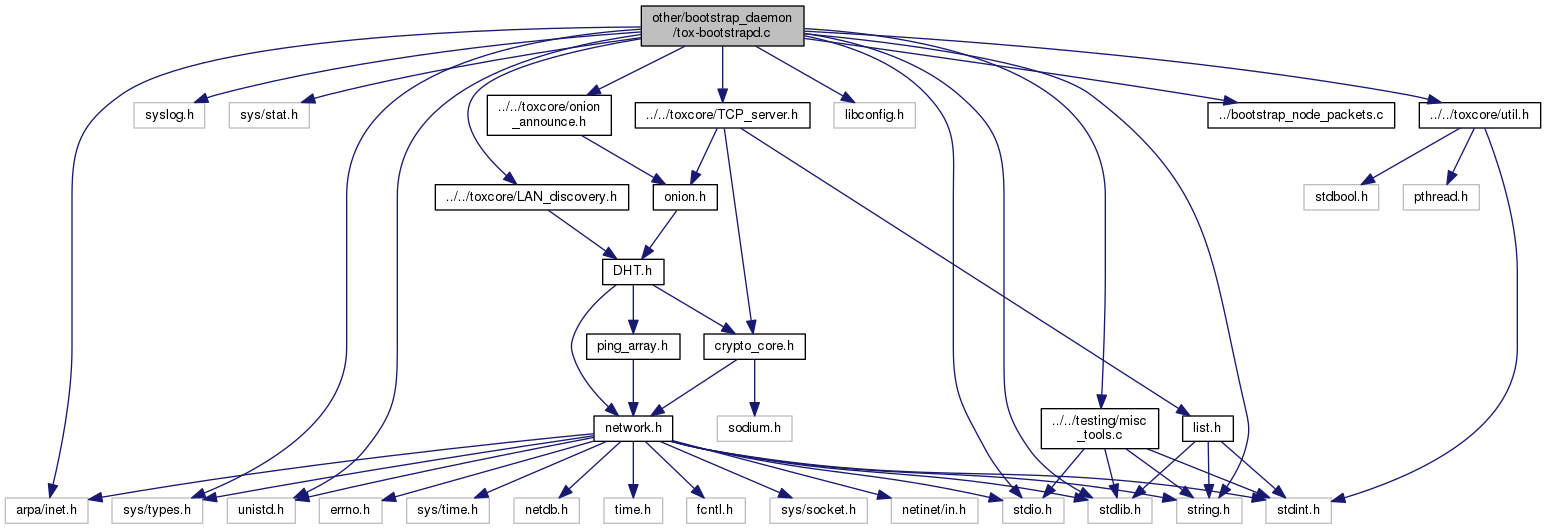 other/bootstrap_daemon
/tox-bootstrapd.c
syslog.h
sys/stat.h
../../toxcore/onion
_announce.h
../../toxcore/TCP_server.h
libconfig.h
../bootstrap_node_packets.c
../../toxcore/util.h
../../toxcore/LAN_discovery.h
onion.h
stdbool.h
pthread.h
DHT.h
ping_array.h
crypto_core.h
network.h
sodium.h
../../testing/misc
_tools.c
list.h
arpa/inet.h
sys/types.h
unistd.h
errno.h
sys/time.h
netdb.h
time.h
fcntl.h
sys/socket.h
netinet/in.h
stdio.h
stdlib.h
string.h
stdint.h